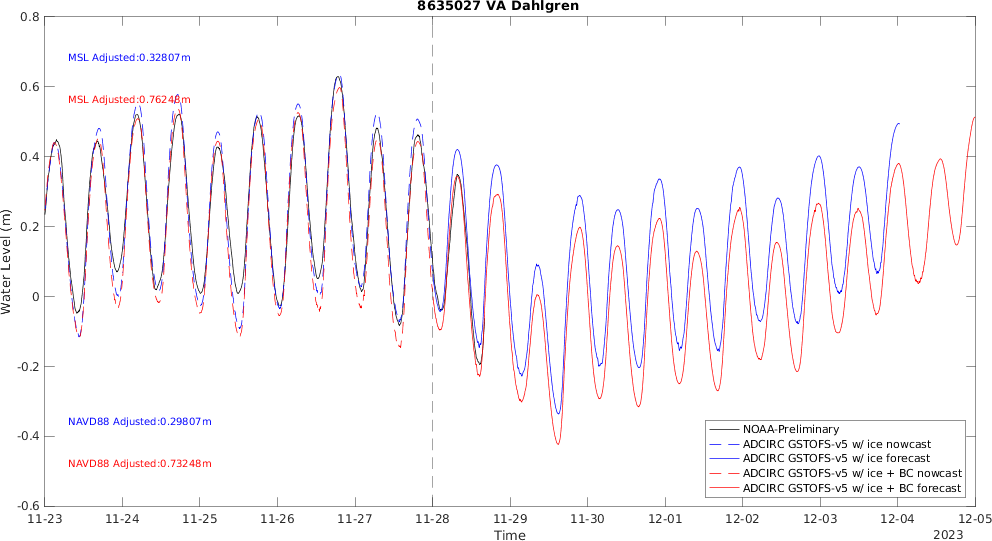 8635027 VA Dahlgren
0.8
0.6
0.4
0.2
0
-0.2
-0.4
-0.6
Water Level (m)
MSL Adjusted:0.32807m
MSL Adjusted:0.76248m
NAVD88 Adjusted:0.29807m
NAVD88 Adjusted:0.73248m
NOAA-Preliminary
ADCIRC GSTOFS-v5 w/ ice nowcast
ADCIRC GSTOFS-v5 w/ ice forecast
ADCIRC GSTOFS-v5 w/ ice + BC nowcast
ADCIRC GSTOFS-v5 w/ ice + BC forecast
11-23 11-24 11-25 11-26 11-27 11-28 11-29 11-30 12-01 12-02 12-03 12-04 12-05
Time
2023